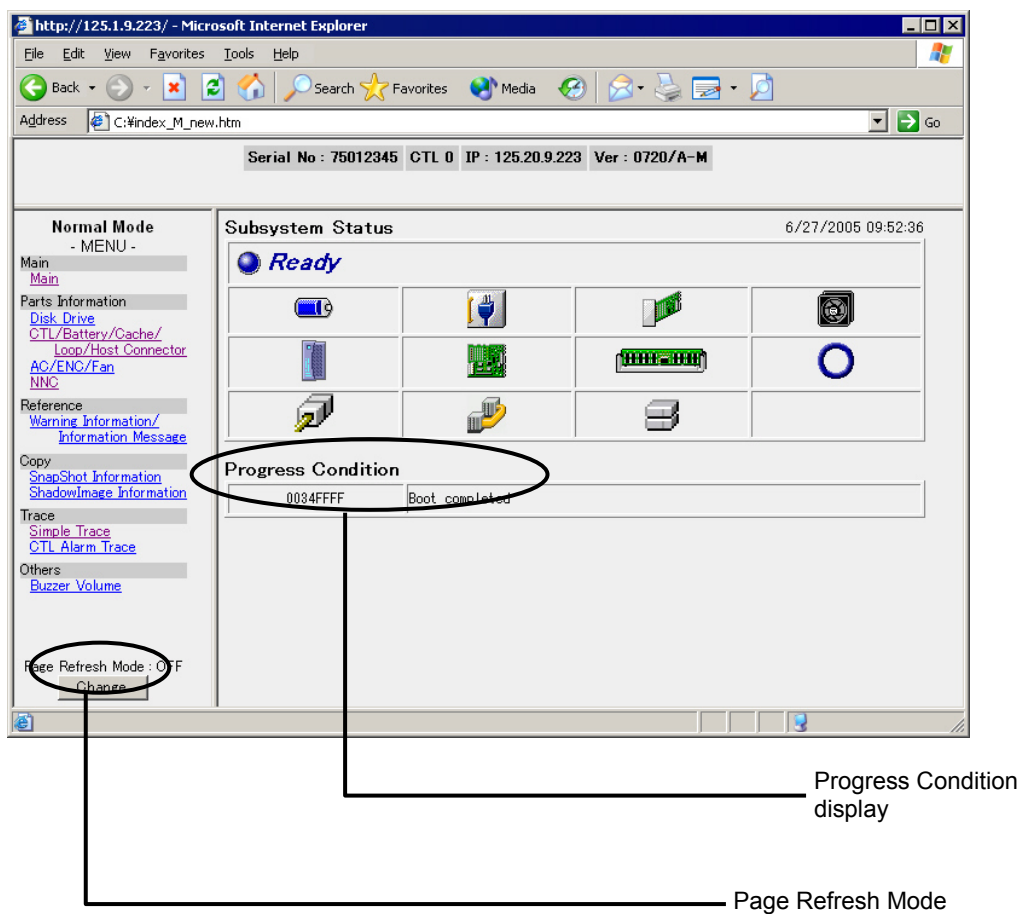 http://125.1.9.223/ - Microsoft Internet Explorer
File Edit View Favorites Tools Help
Back Search Favorites Media
Address C:¥index_M_new.htm Go
Serial No : 75012345 CTL 0 IP : 125.20.9.223 Ver : 0720/A-M
Normal Mode
- MENU -
Main
Main
Parts Information
Disk Drive
CTL/Battery/Cache/
Loop/Host Connector
AC/ENC/Fan
NNC
Reference
Warning Information/
Information Message
Copy
SnapShot Information
ShadowImage Information
Trace
Simple Trace
CTL Alarm Trace
Others
Buzzer Volume
Page Refresh Mode : OFF
Change
Subsystem Status 6/27/2005 09:52:36
Ready
Progress Condition
0034FFFF Boot completed
Progress Condition
display
Page Refresh Mode